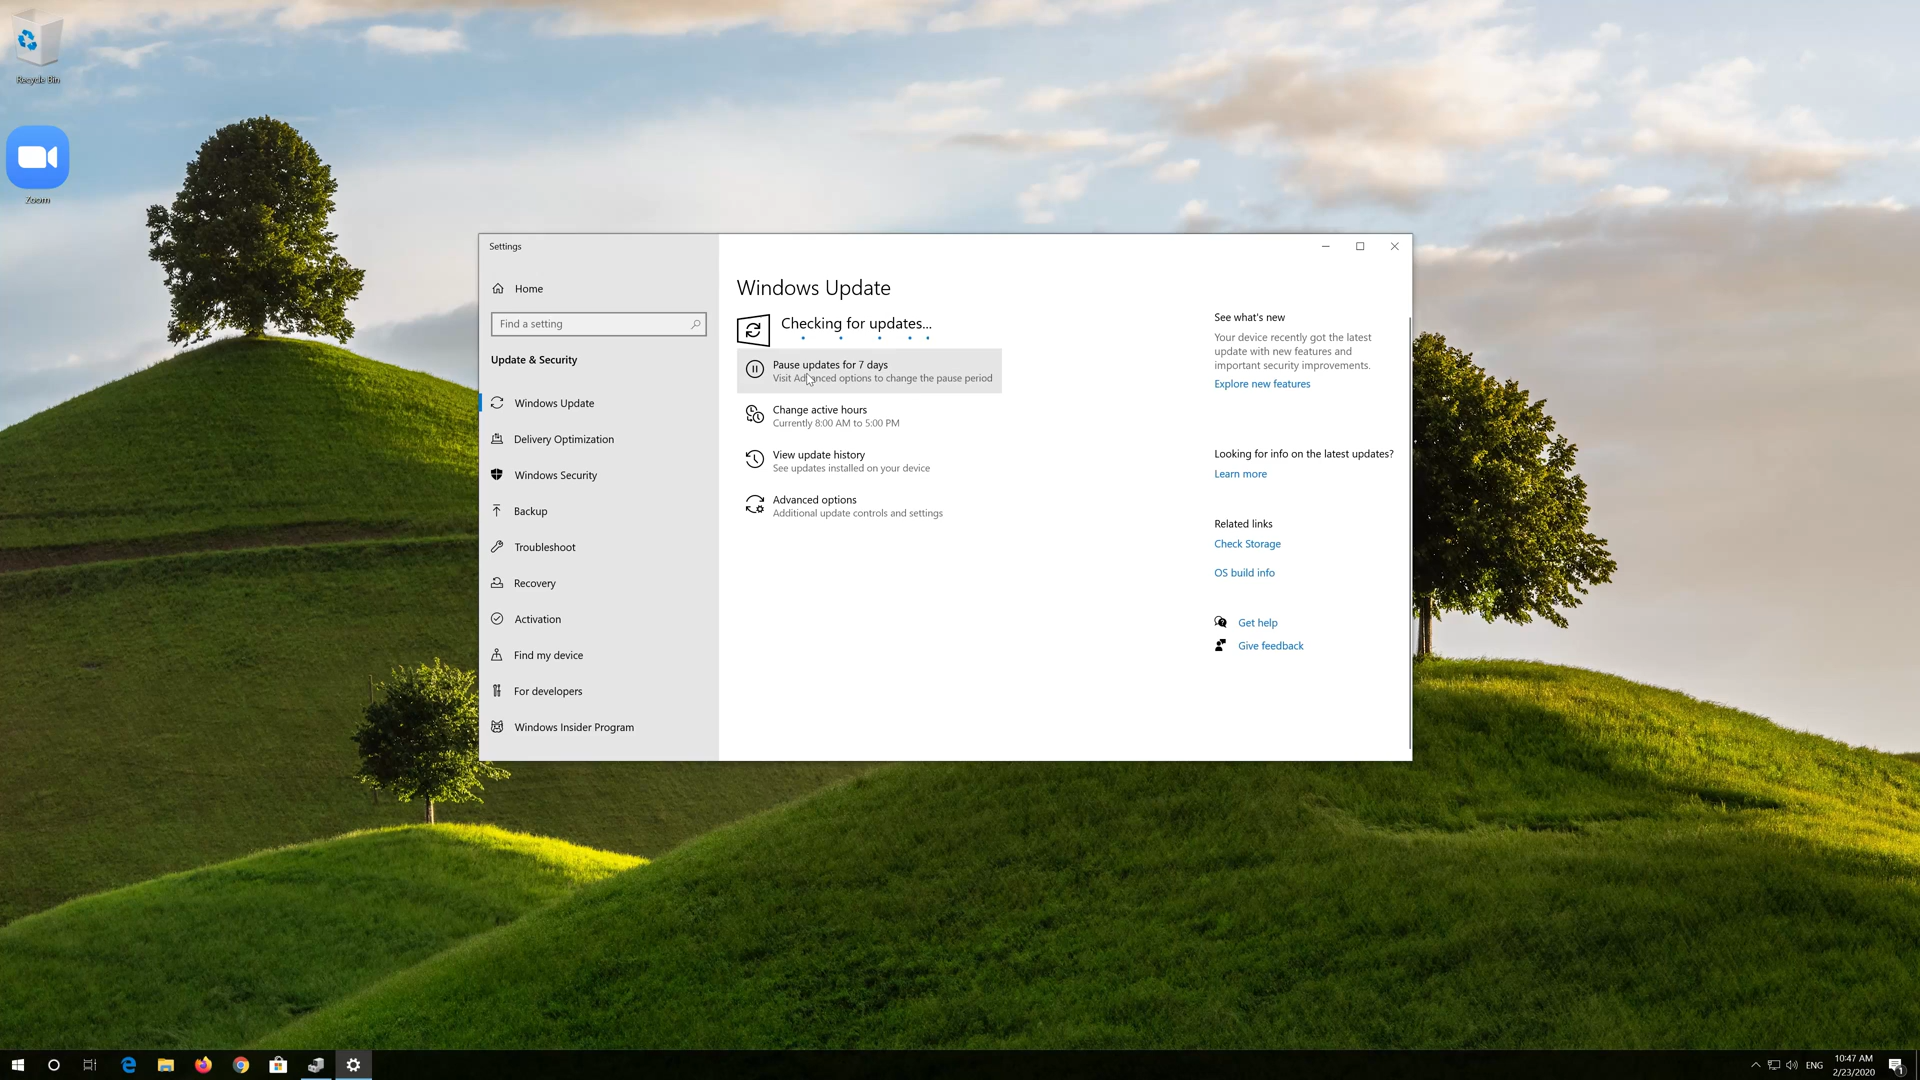 Recycle Bin
Zoom
Settings
Home
Find a setting
Update & Security
Windows Update
Delivery Optimization
Windows Security
Backup
Troubleshoot
Recovery
Activation
Find my device
For developers
Windows Insider Program
Windows Update
Checking for updates...
Pause updates for 7 days
Visit Advanced options to change the pause period
Change active hours
Currently 8:00 AM to 5:00 PM
View update history
See updates installed on your device
Advanced options
Additional update controls and settings
See what's new
Your device recently got the latest
update with new features and
important security improvements.
Explore new features
Looking for info on the latest updates?
Learn more
Related links
Check Storage
OS build info
Get help
Give feedback
ENG
10:47 AM
2/23/2020
1